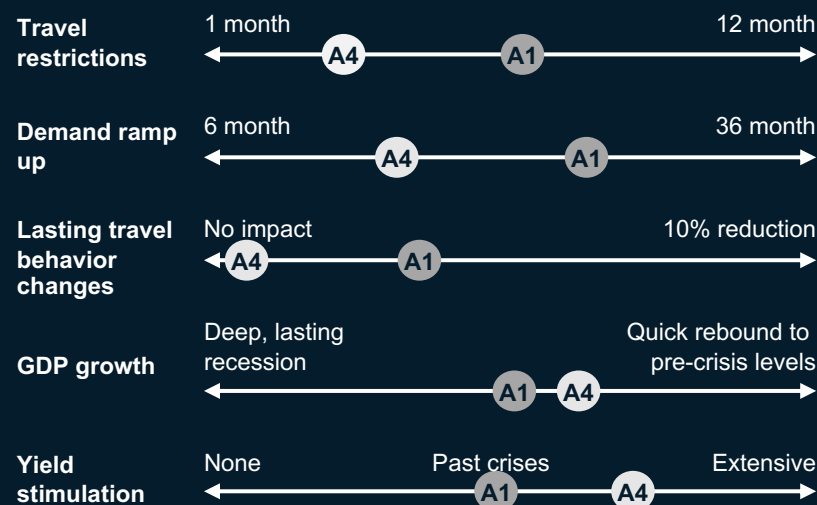 Travel
restrictions
1 month
12 month
A4
A1
Demand ramp
up
6 month
36 month
A4
A1
Lasting travel
behavior
changes
No impact
10% reduction
A4
A1
GDP growth
Deep, lasting
recession
Quick rebound to
pre-crisis levels
A1
A4
Yield
stimulation
None
Past crises
Extensive
A1
A4